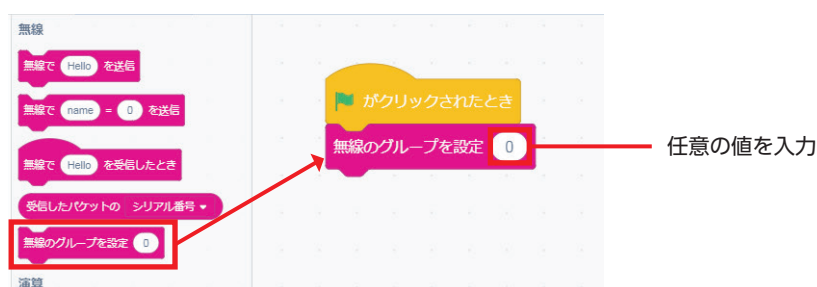 無線
無線で Hello を送信
無線で name = 0 を送信
無線で Hello を受信したとき
受信したパケットの シリアル番号
無線のグループを設定 0
演算
がクリックされたとき
無線のグループを設定 0
任意の値を入力